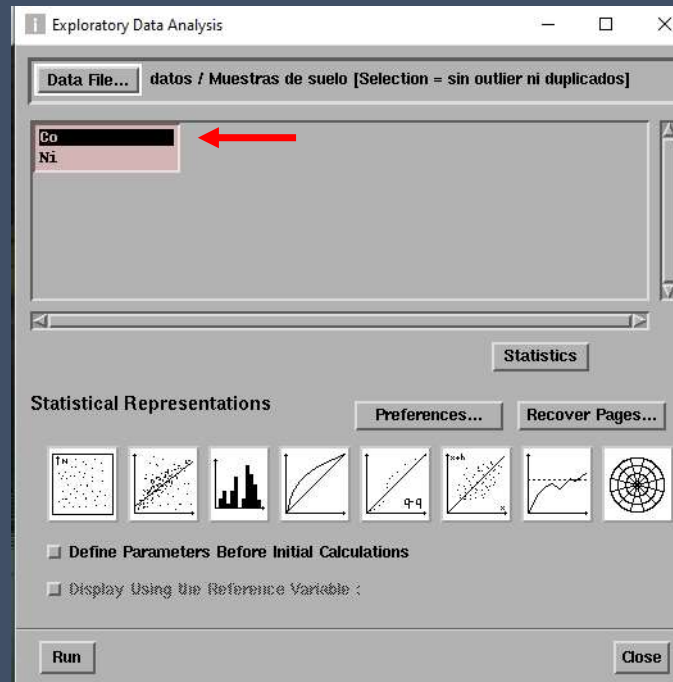 Exploratory Data Analysis
Data File... datos / Muestras de suelo [Selection = sin outlier ni duplicados]
Co
Ni
Statistics
Statistical Representations
Preferences... Recover Pages...
N
q-q
x+h
x
Define Parameters Before Initial Calculations
Display Using the Reference Variable :
Run Close